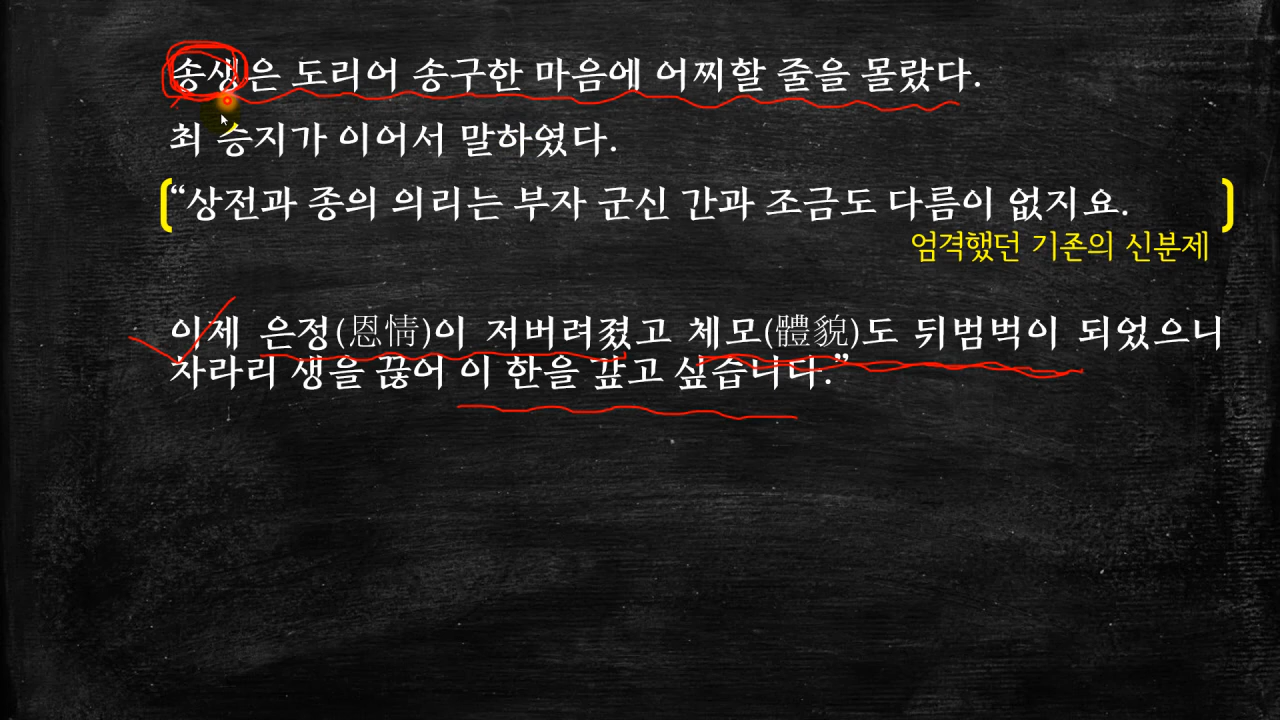 송생은 도리어 송구한 마음에 어찌할 줄을 몰랐다.
최 승지가 이어서 말하였다.
“상전과 종의 의리는 부자 군신 간과 조금도 다름이 없지요.
엄격했던 기존의 신분제
이제 은정(恩情)이 저버려졌고 체모(體貌)도 뒤범벅이 되었으니
차라리 생을 끊어 이 한을 갚고 싶습니다.”